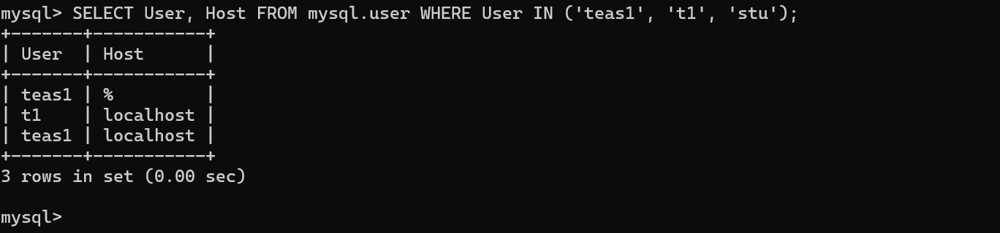 mysql> SELECT User, Host FROM mysql.user WHERE User IN ('teas1', 't1', 'stu');
+-------+-----------+
| User  | Host      |
+-------+-----------+
| teas1 | %         |
| t1    | localhost |
| teas1 | localhost |
+-------+-----------+
3 rows in set (0.00 sec)
mysql>